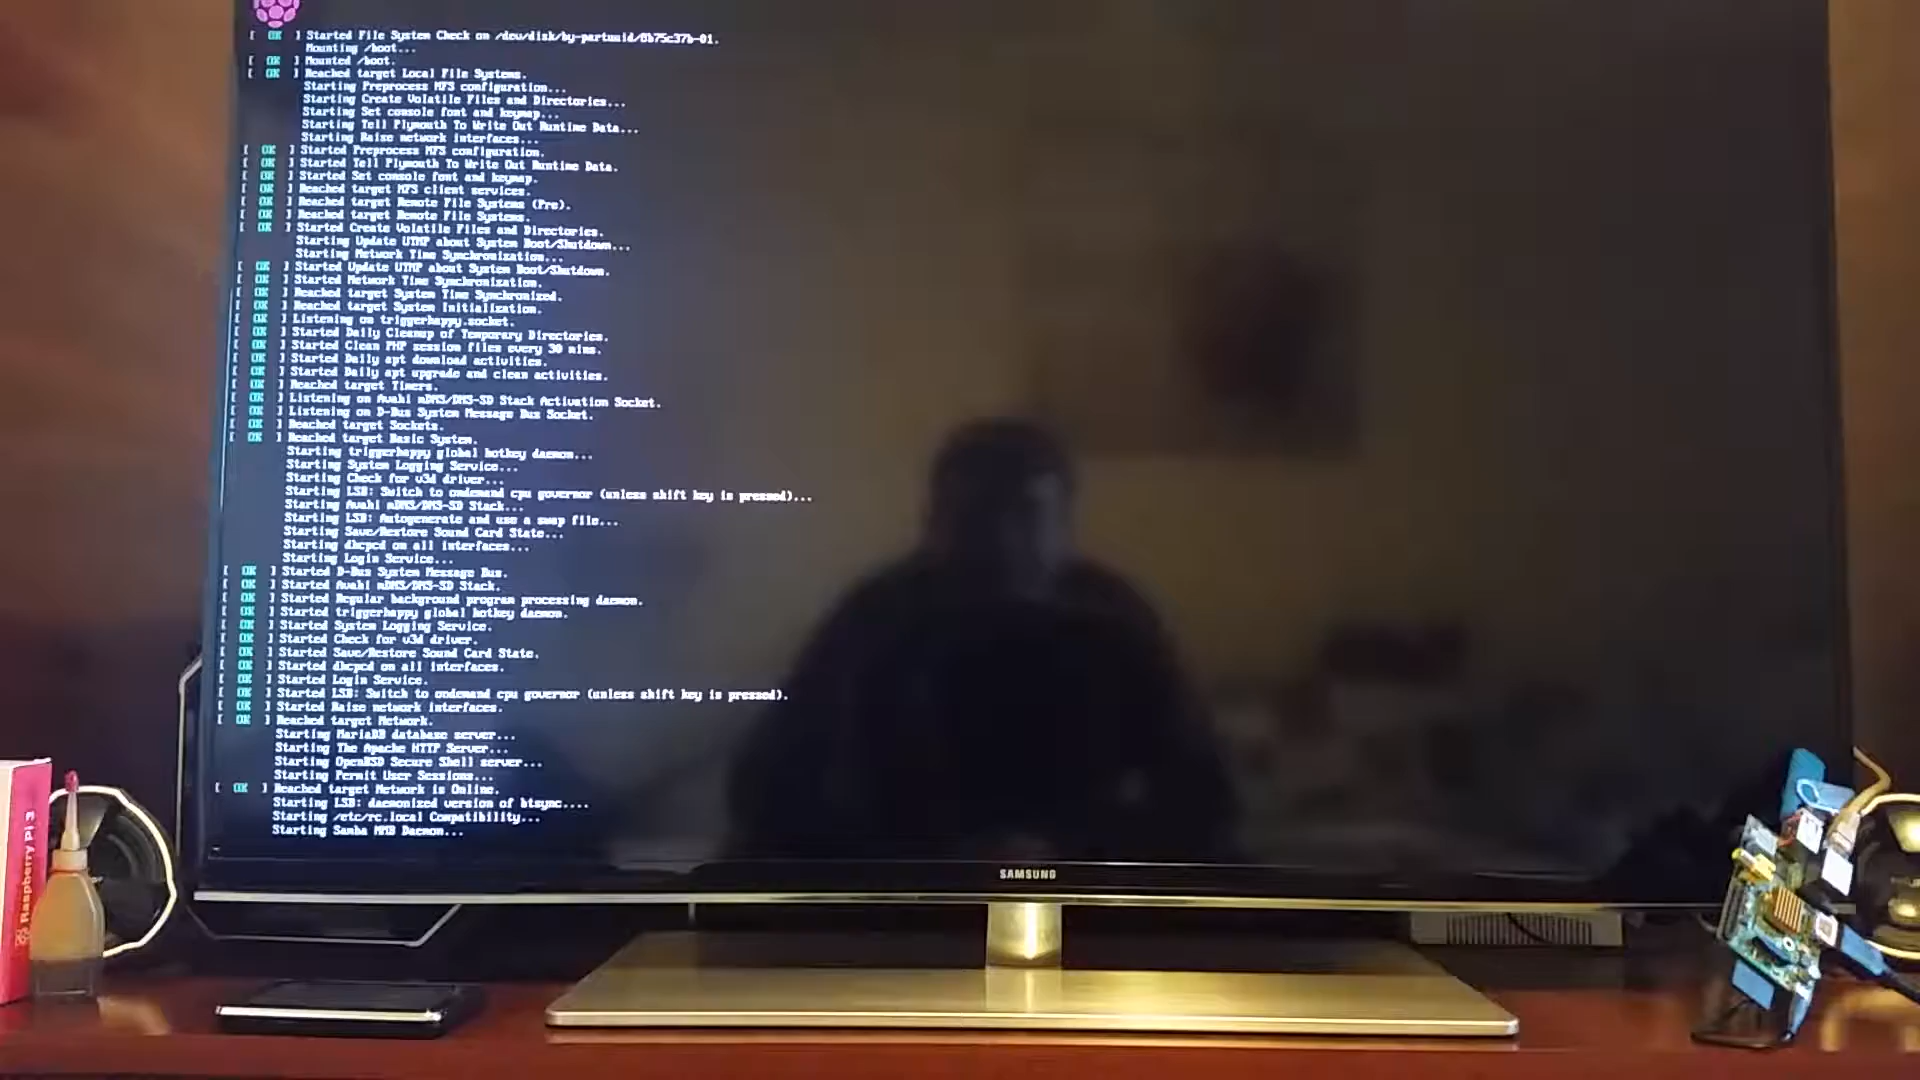 [ OK ] Started File System Check on /dev/disk/by-partuuid/8b75c37b-01.
Mounting /boot...
[ OK ] Mounted /boot.
[ OK ] Reached target Local File Systems.
Starting Preprocess NFS configuration...
Starting Create Volatile Files and Directories...
Starting Set console font and keymap...
Starting Tell Plymouth To Write Out Runtime Data...
Starting Raise network interfaces...
[ OK ] Started Preprocess NFS configuration.
[ OK ] Started Tell Plymouth To Write Out Runtime Data.
[ OK ] Started Set console font and keymap.
[ OK ] Reached target NFS client services.
[ OK ] Reached target Remote File Systems (Pre).
[ OK ] Reached target Remote File Systems.
[ OK ] Started Create Volatile Files and Directories.
Starting Update UTMP about System Boot/Shutdown...
Starting Network Time Synchronization...
[ OK ] Started Update UTMP about System Boot/Shutdown.
[ OK ] Started Network Time Synchronization.
[ OK ] Reached target System Time Synchronized.
[ OK ] Reached target System Initialization.
[ OK ] Listening on triggerhappy.socket.
[ OK ] Started Daily Cleanup of Temporary Directories.
[ OK ] Started Clean PHP session files every 30 mins.
[ OK ] Started Daily apt download activities.
[ OK ] Started Daily apt upgrade and clean activities.
[ OK ] Reached target Timers.
[ OK ] Listening on Avahi mDNS/DNS-SD Stack Activation Socket.
[ OK ] Listening on D-Bus System Message Bus Socket.
[ OK ] Reached target Sockets.
[ OK ] Reached target Basic System.
Starting triggerhappy global hotkey daemon...
Starting System Logging Service...
Starting Check for v3d driver...
Starting LSB: Switch to ondemand cpu governor (unless shift key is pressed)...
Starting Avahi mDNS/DNS-SD Stack...
Starting LSB: Autogenerate and use a swap file...
Starting Save/Restore Sound Card State...
Starting dhcpcd on all interfaces...
Starting Login Service...
[ OK ] Started D-Bus System Message Bus.
[ OK ] Started Avahi mDNS/DNS-SD Stack.
[ OK ] Started Regular background program processing daemon.
[ OK ] Started triggerhappy global hotkey daemon.
[ OK ] Started System Logging Service.
[ OK ] Started Check for v3d driver.
[ OK ] Started Save/Restore Sound Card State.
[ OK ] Started dhcpcd on all interfaces.
[ OK ] Started Login Service.
[ OK ] Started LSB: Switch to ondemand cpu governor (unless shift key is pressed).
[ OK ] Started Raise network interfaces.
[ OK ] Reached target Network.
Starting MariaDB database server...
Starting The Apache HTTP Server...
Starting OpenBSD Secure Shell server...
Starting Permit User Sessions...
[ OK ] Reached target Network is Online.
Starting LSB: daemonized version of btsync....
Starting /etc/rc.local Compatibility...
Starting Samba NMB Daemon...
SAMSUNG
Raspberry Pi 3